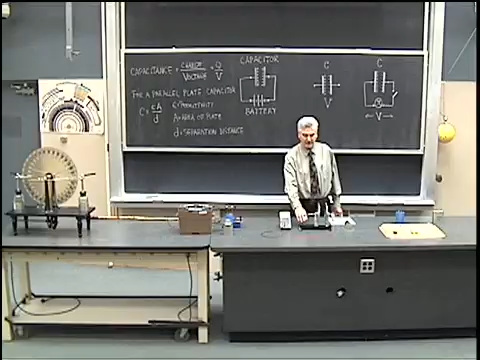 CAPACITANCE = CHARGE / VOLTAGE = Q / V
FOR A PARALLEL PLATE CAPACITOR
C = εA / d
ε = PERMITTIVITY
A = AREA OF PLATE
d = SEPARATION DISTANCE
CAPACITOR
BATTERY
C
V
C
V